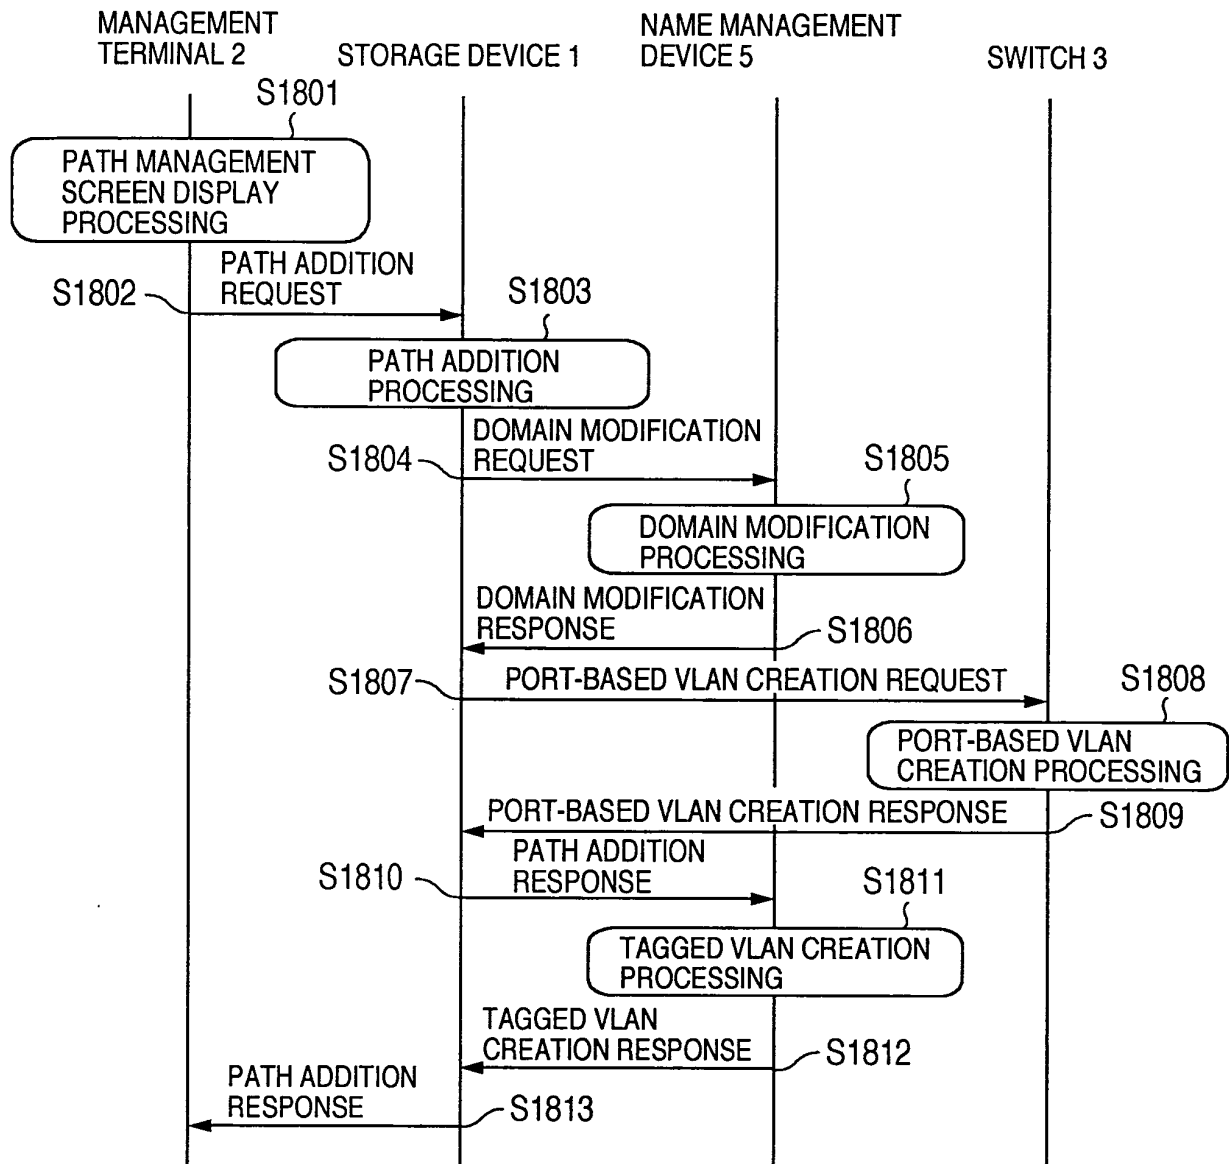 MANAGEMENT
TERMINAL 2
STORAGE DEVICE 1
NAME MANAGEMENT
DEVICE 5
SWITCH 3
S1801
PATH MANAGEMENT
SCREEN DISPLAY
PROCESSING
PATH ADDITION
REQUEST
S1802
S1803
PATH ADDITION
PROCESSING
DOMAIN MODIFICATION
REQUEST
S1804
S1805
DOMAIN MODIFICATION
PROCESSING
DOMAIN MODIFICATION
RESPONSE
S1806
S1807
PORT-BASED VLAN CREATION REQUEST
S1808
PORT-BASED VLAN
CREATION PROCESSING
PORT-BASED VLAN CREATION RESPONSE
S1809
PATH ADDITION
RESPONSE
S1810
S1811
TAGGED VLAN CREATION
PROCESSING
TAGGED VLAN
CREATION RESPONSE
S1812
PATH ADDITION
RESPONSE
S1813